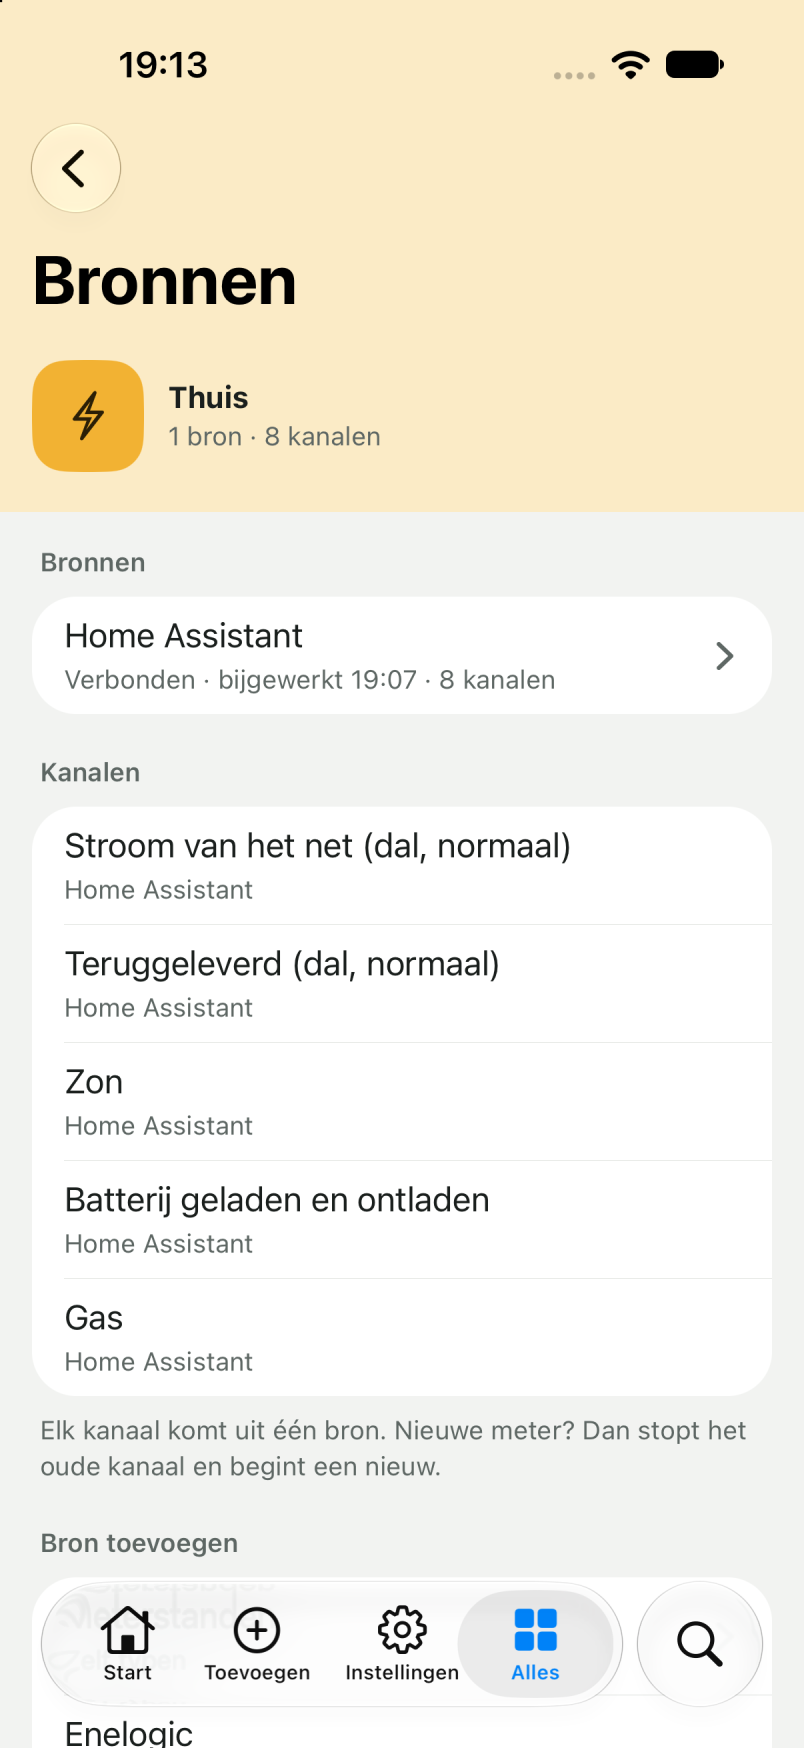 19:13
Bronnen
Thuis
1 bron · 8 kanalen
Bronnen
Home Assistant
Verbonden · bijgewerkt 19:07 · 8 kanalen
Kanalen
Stroom van het net (dal, normaal)
Home Assistant
Teruggeleverd (dal, normaal)
Home Assistant
Zon
Home Assistant
Batterij geladen en ontladen
Home Assistant
Gas
Home Assistant
Elk kanaal komt uit één bron. Nieuwe meter? Dan stopt het
oude kanaal en begint een nieuw.
Bron toevoegen
Start
Toevoegen
Instellingen
Alles
Enelogic